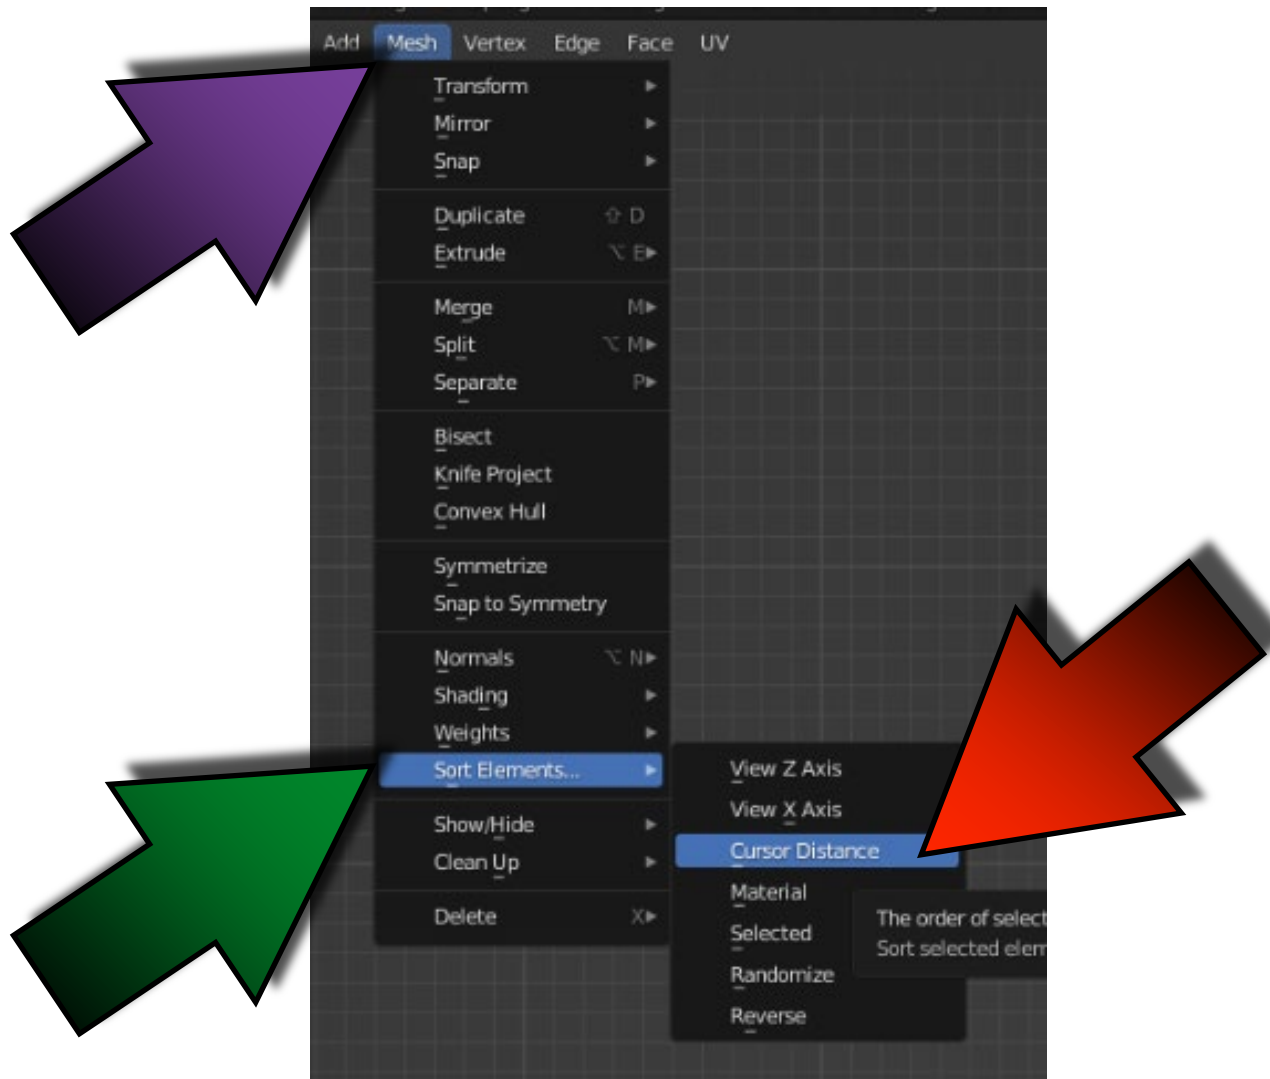 Add Mesh Vertex Edge Face UV
Transform
Mirror
Snap
Duplicate ⇧ D
Extrude ⌥ E
Merge M
Split ⌥ M
Separate P
Bisect
Knife Project
Convex Hull
Symmetrize
Snap to Symmetry
Normals ⌥ N
Shading
Weights
Sort Elements...
Show/Hide
Clean Up
Delete X
View Z Axis
View X Axis
Cursor Distance
Material
Selected
Randomize
Reverse
The order of select
Sort selected elem